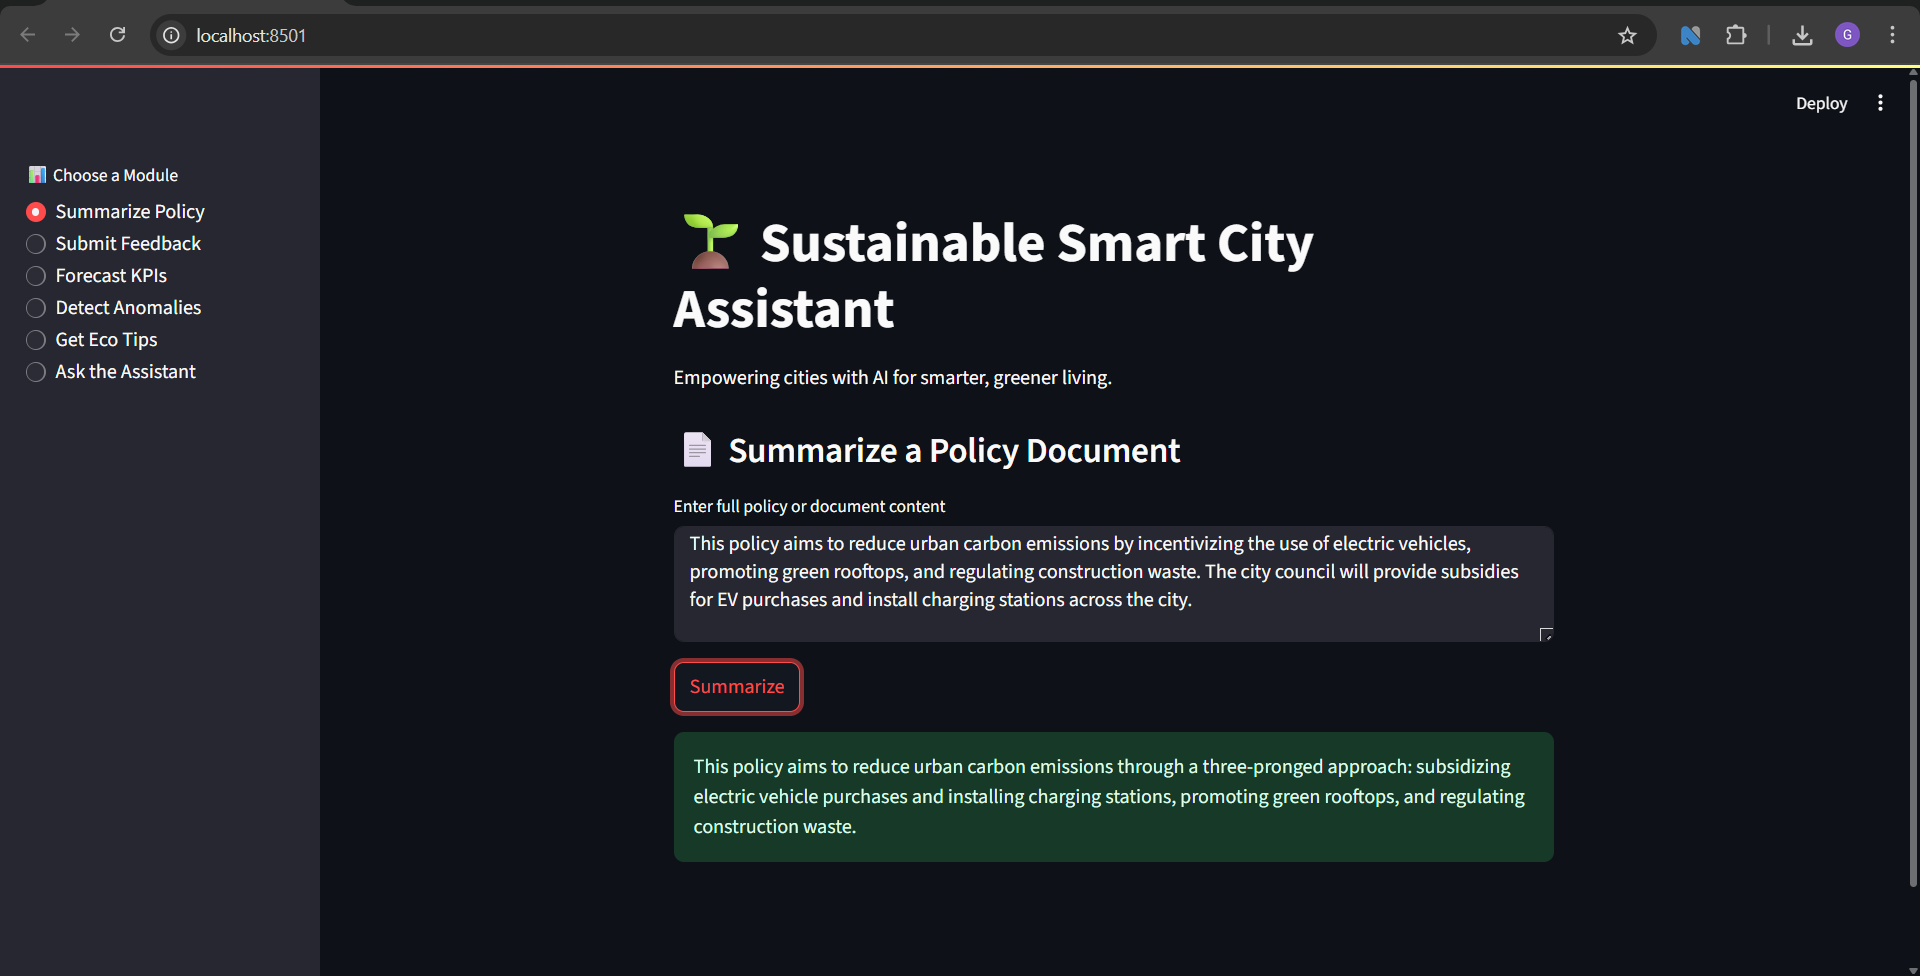 localhost:8501
G
Deploy
Choose a Module
Summarize Policy
Submit Feedback
Forecast KPIs
Detect Anomalies
Get Eco Tips
Ask the Assistant
Sustainable Smart City
Assistant
Empowering cities with AI for smarter, greener living.
Summarize a Policy Document
Enter full policy or document content
This policy aims to reduce urban carbon emissions by incentivizing the use of electric vehicles,
promoting green rooftops, and regulating construction waste. The city council will provide subsidies
for EV purchases and install charging stations across the city.
Summarize
This policy aims to reduce urban carbon emissions through a three-pronged approach: subsidizing
electric vehicle purchases and installing charging stations, promoting green rooftops, and regulating
construction waste.